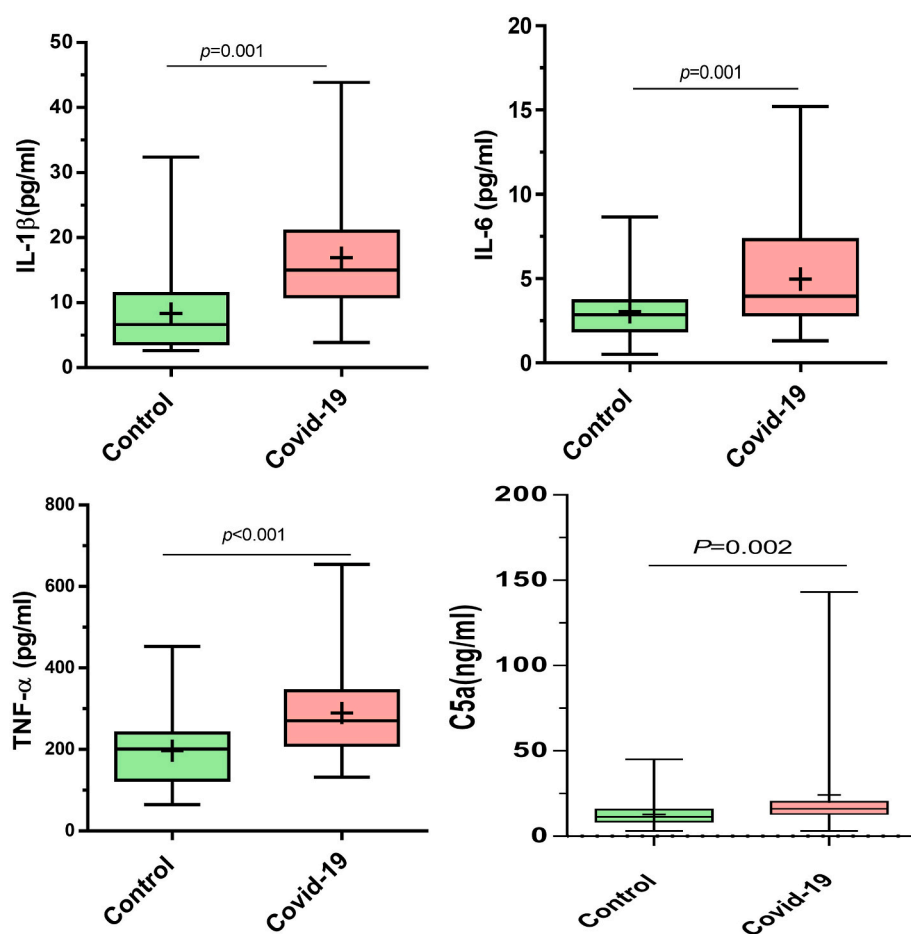 IL-1β(pg/ml)
50
40
30
20
10
0
p=0.001
Control
Covid-19
IL-6 (pg/ml)
20
15
10
5
0
p=0.001
Control
Covid-19
TNF-α (pg/ml)
800
600
400
200
0
p<0.001
Control
Covid-19
C5a(ng/ml)
200
150
100
50
0
P=0.002
Control
Covid-19